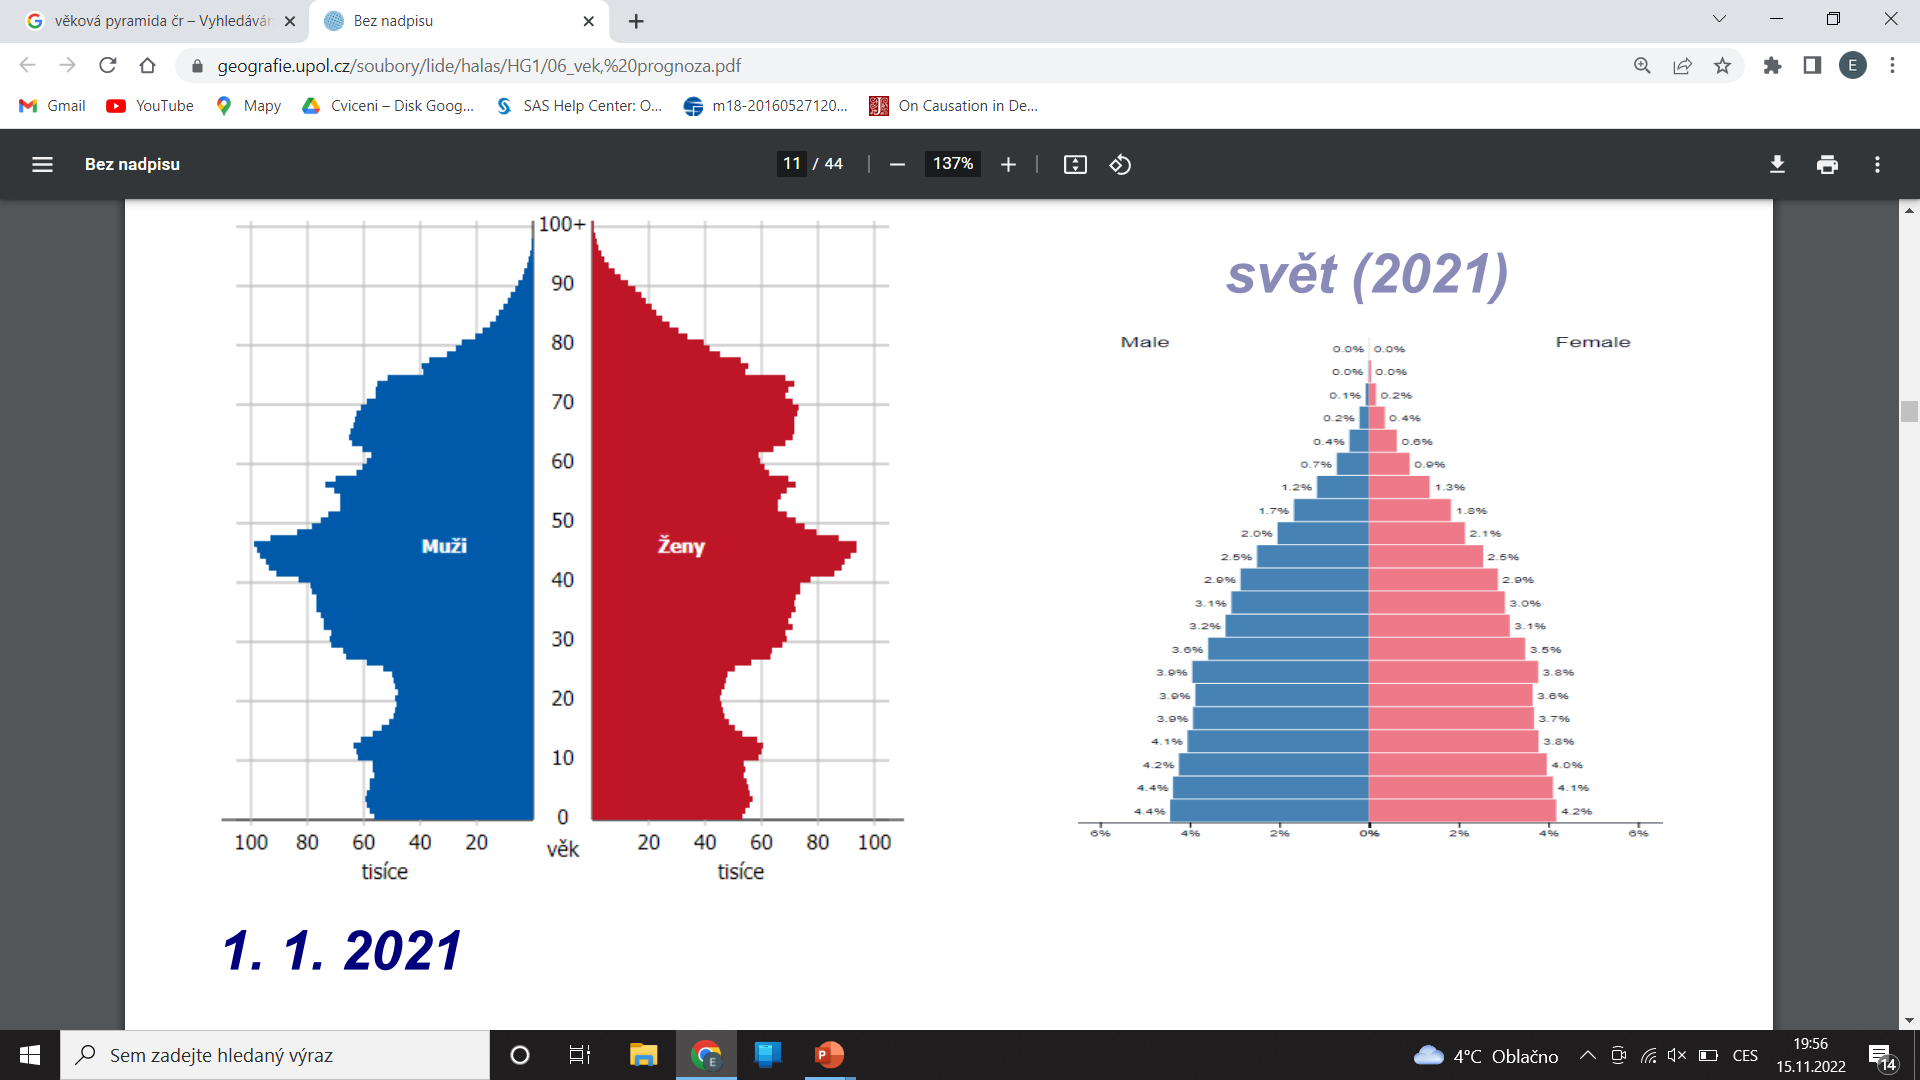 věková pyramida čr – Vyhledáván
Bez nadpisu
geografie.upol.cz/soubory/lide/halas/HG1/06_vek,%20prognoza.pdf
E
Gmail
YouTube
Mapy
Cviceni – Disk Goog...
SAS Help Center: O...
m18-20160527120...
On Causation in De...
Bez nadpisu
11 / 44
137%
100+
90
80
70
60
50
40
30
20
10
0
Muži
Ženy
100 80 60 40 20
věk
20 40 60 80 100
tisíce
tisíce
1. 1. 2021
svět (2021)
Male
Female
0.0% 0.0%
0.0% 0.0%
0.1% 0.2%
0.2% 0.4%
0.4% 0.6%
0.7% 0.9%
1.2% 1.3%
1.7% 1.8%
2.0% 2.1%
2.5% 2.5%
2.9% 2.9%
3.1% 3.0%
3.2% 3.1%
3.6% 3.5%
3.9% 3.8%
3.9% 3.6%
3.9% 3.7%
4.1% 3.8%
4.2% 4.0%
4.4% 4.1%
4.4% 4.2%
6% 4% 2% 0% 2% 4% 6%
Sem zadejte hledaný výraz
4°C Oblačno
CES
19:56
15.11.2022
14